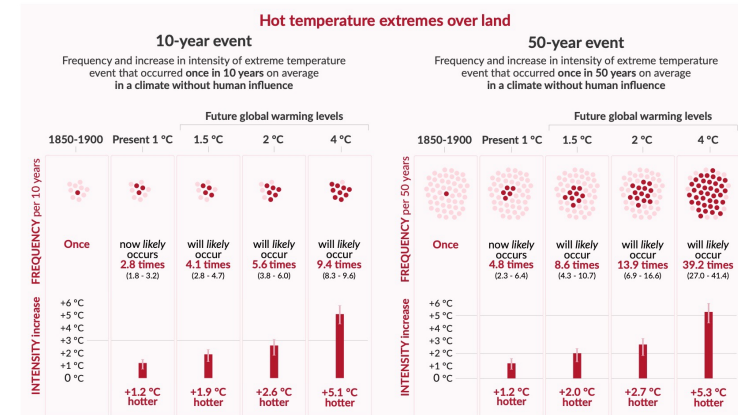 Hot temperature extremes over land
10-year event
Frequency and increase in intensity of extreme temperature
event that occurred once in 10 years on average
in a climate without human influence
Future global warming levels
1850-1900 Present 1 °C 1.5 °C 2 °C 4 °C
FREQUENCY per 10 years
Once
now likely
occurs
2.8 times
(1.8 - 3.2)
will likely
occur
4.1 times
(2.8 - 4.7)
will likely
occur
5.6 times
(3.8 - 6.0)
will likely
occur
9.4 times
(8.3 - 9.6)
INTENSITY increase
+6 °C
+5 °C
+4 °C
+3 °C
+2 °C
+1 °C
0 °C
+1.2 °C
hotter
+1.9 °C
hotter
+2.6 °C
hotter
+5.1 °C
hotter
50-year event
Frequency and increase in intensity of extreme temperature
event that occurred once in 50 years on average
in a climate without human influence
Future global warming levels
1850-1900 Present 1 °C 1.5 °C 2 °C 4 °C
FREQUENCY per 50 years
Once
now likely
occurs
4.8 times
(2.3 - 6.4)
will likely
occur
8.6 times
(4.3 - 10.7)
will likely
occur
13.9 times
(6.9 - 16.6)
will likely
occur
39.2 times
(27.0 - 41.4)
INTENSITY increase
+6 °C
+5 °C
+4 °C
+3 °C
+2 °C
+1 °C
0 °C
+1.2 °C
hotter
+2.0 °C
hotter
+2.7 °C
hotter
+5.3 °C
hotter